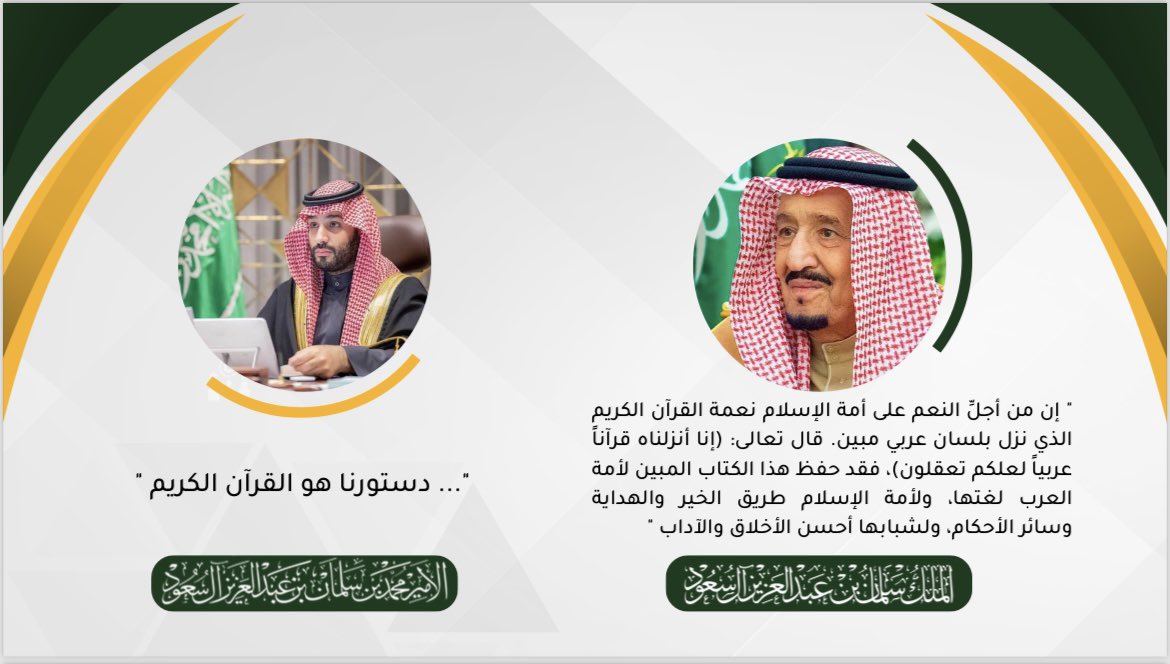 " إن من أجلِّ النعم على أمة الإسلام نعمة القرآن الكريم
الذي نزل بلسان عربي مبين. قال تعالى: (إنا أنزلناه قرآناً
عربياً لعلكم تعقلون)، فقد حفظ هذا الكتاب المبين لأمة
العرب لغتها، ولأمة الإسلام طريق الخير والهداية
وسائر الأحكام، ولشبابها أحسن الأخلاق والآداب "
الملك سلمان بن عبدالعزيز آل سعود
"... دستورنا هو القرآن الكريم "
الأمير محمد بن سلمان بن عبدالعزيز آل سعود